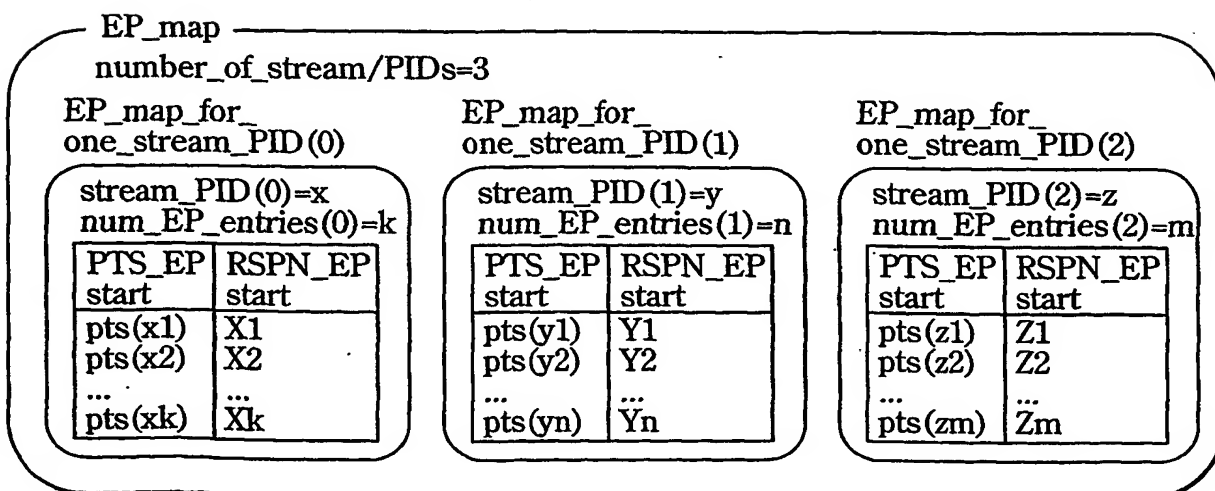 EP_map
number_of_stream/PIDs=3
EP_map_for_
one_stream_PID(0)
stream_PID(0)=x
num_EP_entries(0)=k
PTS_EP RSPN_EP
start start
pts(x1) X1
pts(x2) X2
... ...
pts(xk) Xk
EP_map_for_
one_stream_PID(1)
stream_PID(1)=y
num_EP_entries(1)=n
PTS_EP RSPN_EP
start start
pts(y1) Y1
pts(y2) Y2
... ...
pts(yn) Yn
EP_map_for_
one_stream_PID(2)
stream_PID(2)=z
num_EP_entries(2)=m
PTS_EP RSPN_EP
start start
pts(z1) Z1
pts(z2) Z2
... ...
pts(zm) Zm